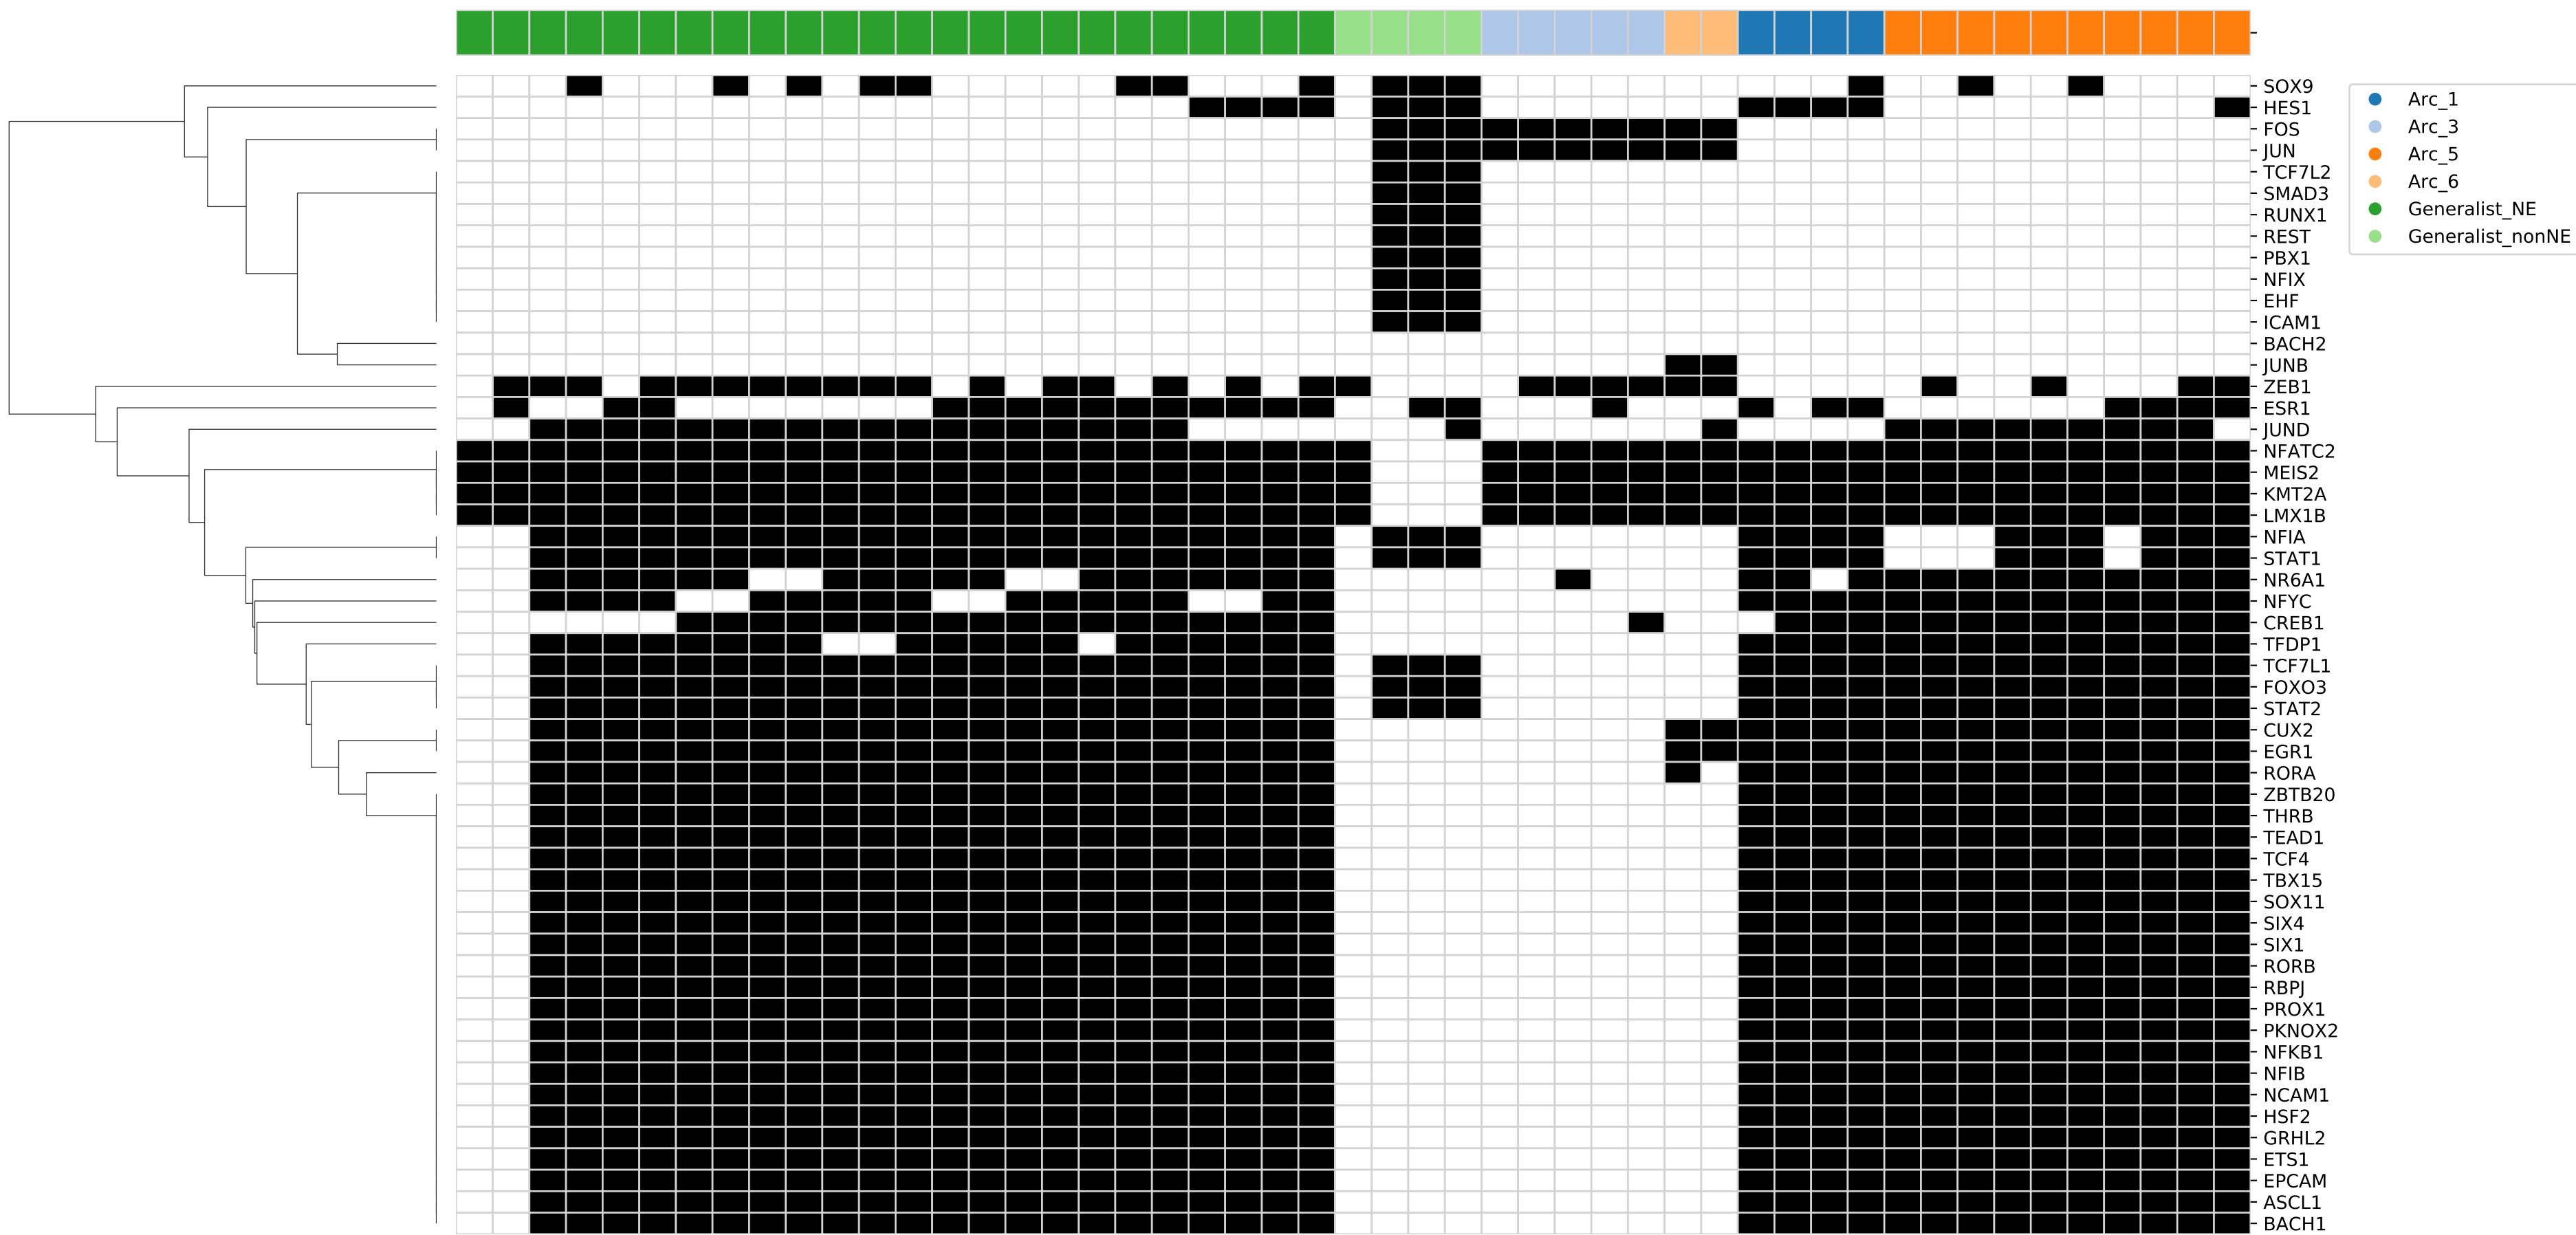 SOX9
HES1
FOS
JUN
TCF7L2
SMAD3
RUNX1
REST
PBX1
NFIX
EHF
ICAM1
BACH2
JUNB
ZEB1
ESR1
JUND
NFATC2
MEIS2
KMT2A
LMX1B
NFIA
STAT1
NR6A1
NFYC
CREB1
TFDP1
TCF7L1
FOXO3
STAT2
CUX2
EGR1
RORA
ZBTB20
THRB
TEAD1
TCF4
TBX15
SOX11
SIX4
SIX1
RORB
RBPJ
PROX1
PKNOX2
NFKB1
NFIB
NCAM1
HSF2
GRHL2
ETS1
EPCAM
ASCL1
BACH1
Arc_1
Arc_3
Arc_5
Arc_6
Generalist_NE
Generalist_nonNE